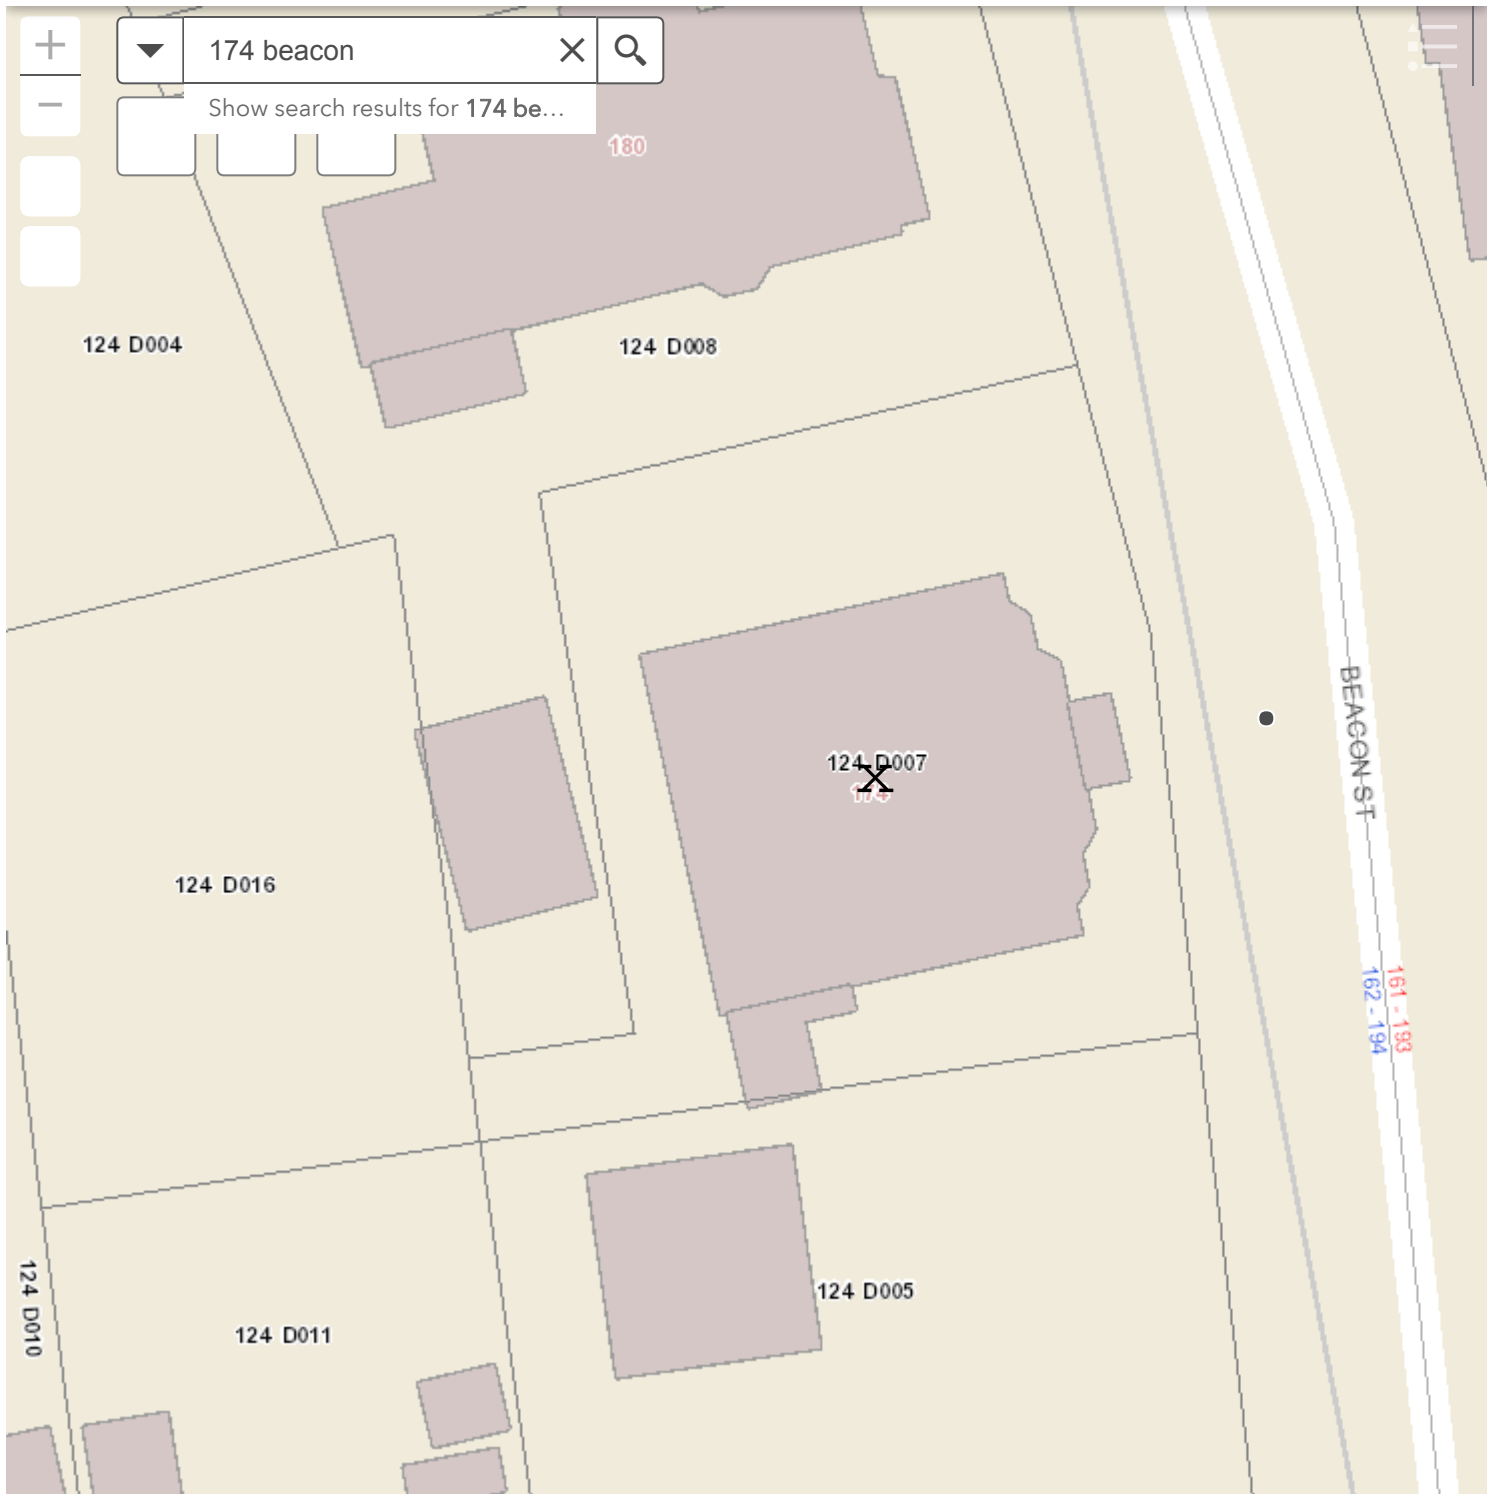 174 beacon
Show search results for 174 be…
180
124 D004
124 D008
124 D007
174
BEACON ST
124 D016
161 - 193
162 - 194
124 D005
124 D010
124 D011